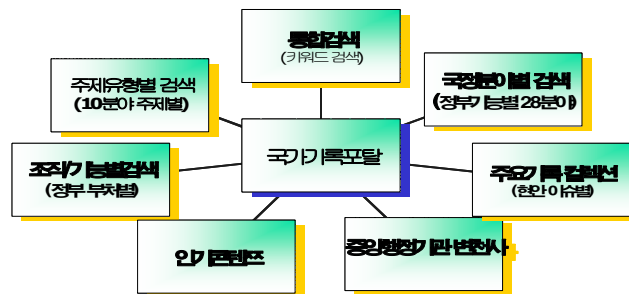 통합검색
(키워드 검색)
주제유형별 검색
(10분야 주제별)
국정분야별 검색
(정부기능별 28분야)
국가기록포탈
조직/기능별검색
(정부 부처별)
주요기록 컬렉션
(현안 이슈별)
인기콘텐츠
중앙행정기관 변천사